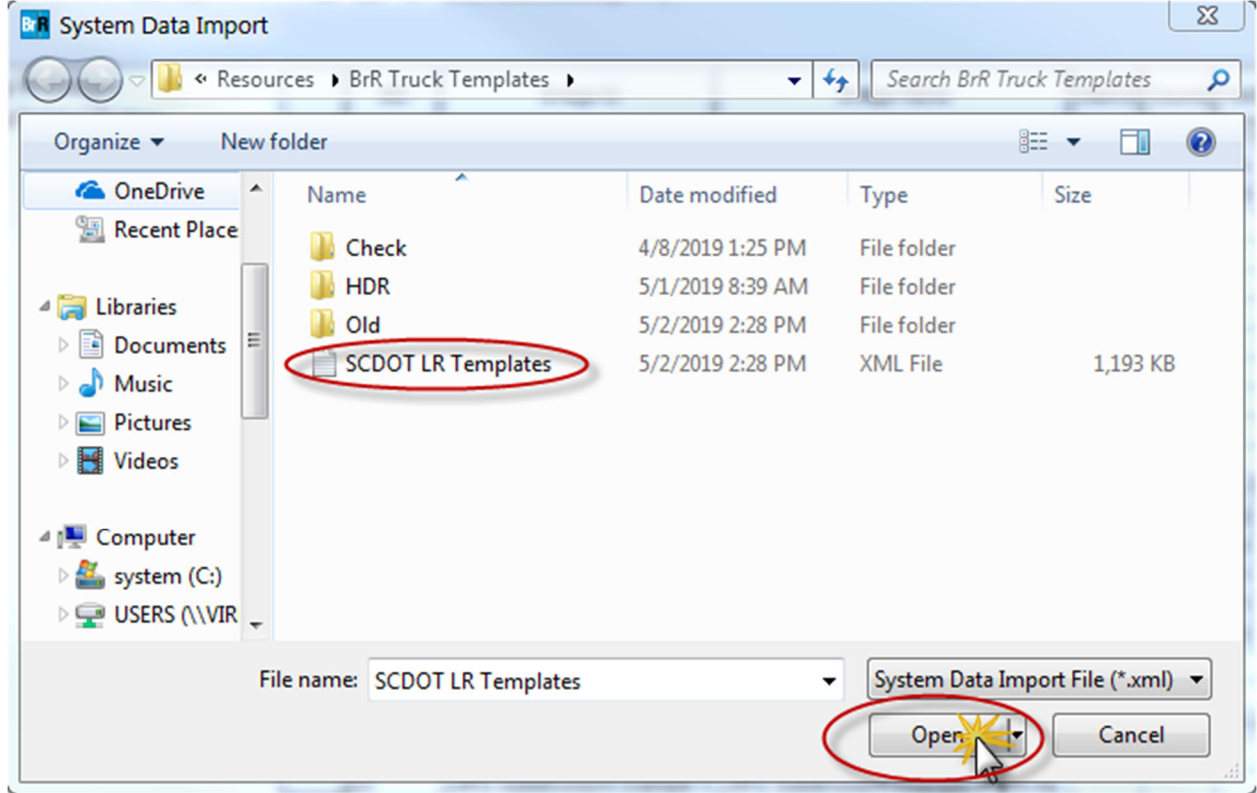 BrR System Data Import
« Resources BrR Truck Templates Search BrR Truck Templates
Organize New folder
Name Date modified Type Size
OneDrive
Recent Place
Libraries
Documents
Music
Pictures
Videos
Computer
system (C:)
USERS (\\VIR
Check 4/8/2019 1:25 PM File folder
HDR 5/1/2019 8:39 AM File folder
Old 5/2/2019 2:28 PM File folder
SCDOT LR Templates 5/2/2019 2:28 PM XML File 1,193 KB
File name: SCDOT LR Templates System Data Import File (*.xml)
Open Cancel